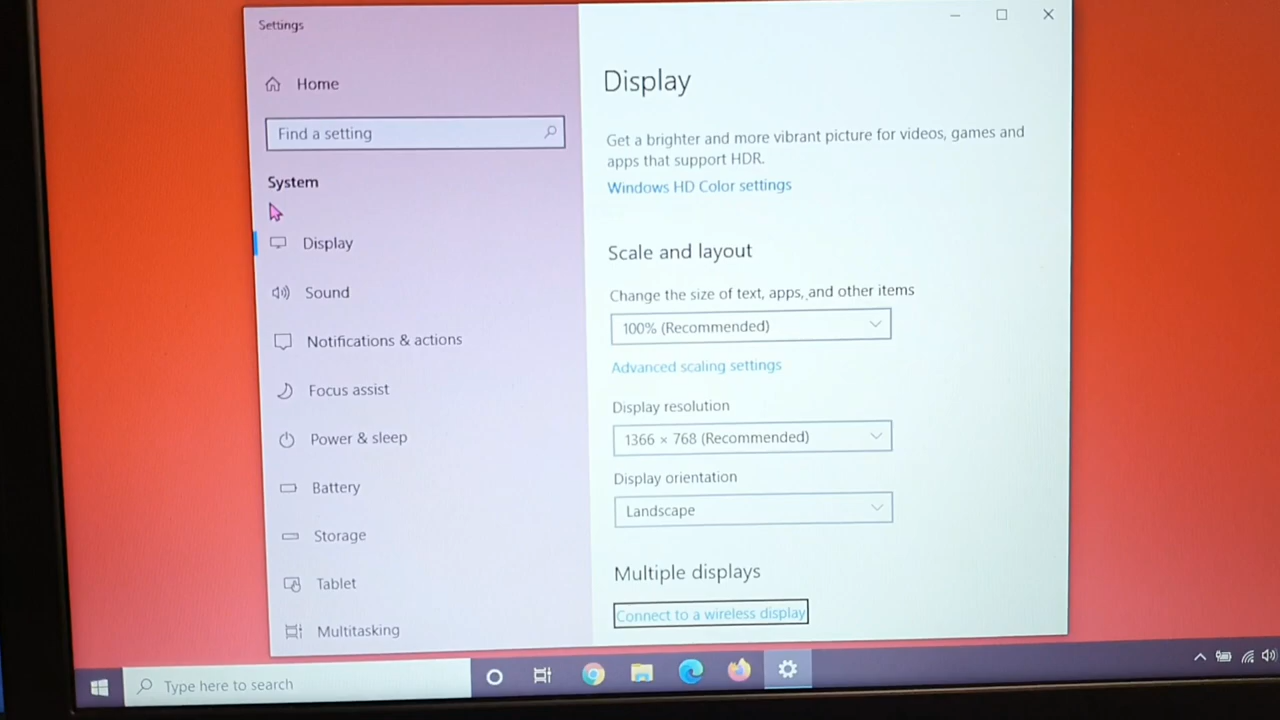 Settings
Home
Find a setting
System
Display
Sound
Notifications & actions
Focus assist
Power & sleep
Battery
Storage
Tablet
Multitasking
Display
Get a brighter and more vibrant picture for videos, games and
apps that support HDR.
Windows HD Color settings
Scale and layout
Change the size of text, apps, and other items
100% (Recommended)
Advanced scaling settings
Display resolution
1366 × 768 (Recommended)
Display orientation
Landscape
Multiple displays
Connect to a wireless display
Type here to search